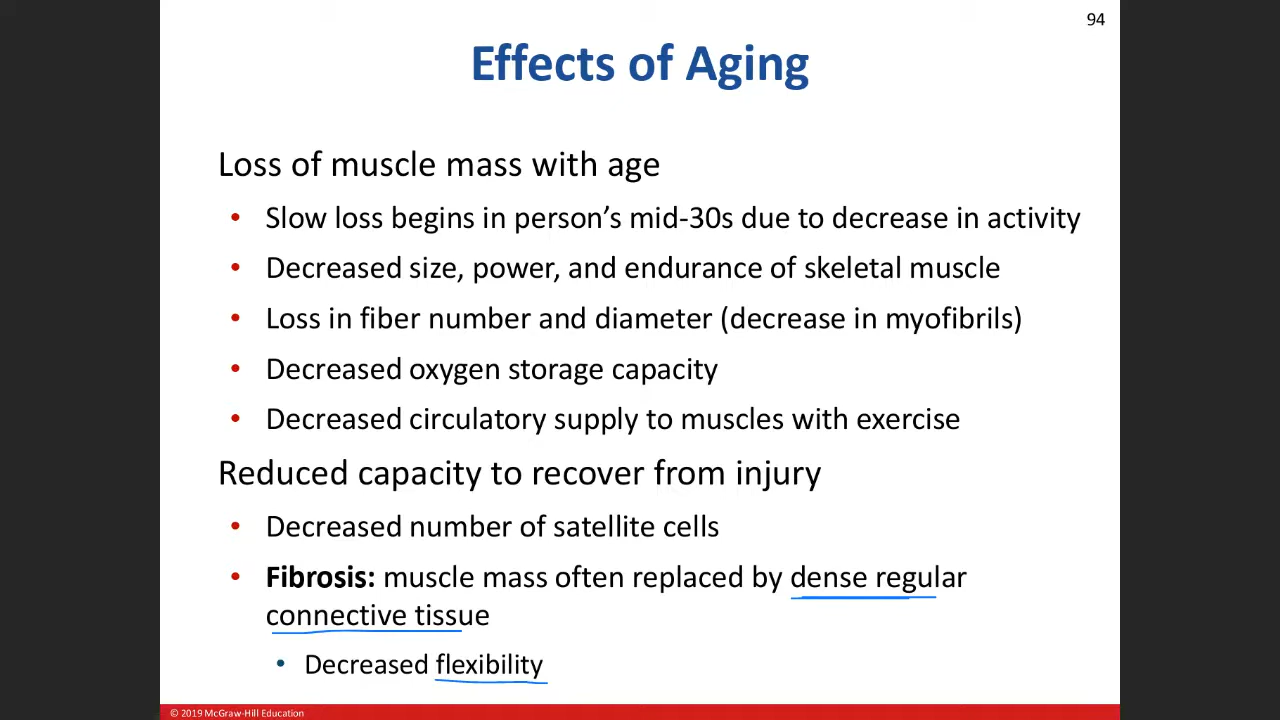 94
Effects of Aging
Loss of muscle mass with age
• Slow loss begins in person’s mid-30s due to decrease in activity
• Decreased size, power, and endurance of skeletal muscle
• Loss in fiber number and diameter (decrease in myofibrils)
• Decreased oxygen storage capacity
• Decreased circulatory supply to muscles with exercise
Reduced capacity to recover from injury
• Decreased number of satellite cells
• Fibrosis: muscle mass often replaced by dense regular
connective tissue
• Decreased flexibility
© 2019 McGraw-Hill Education